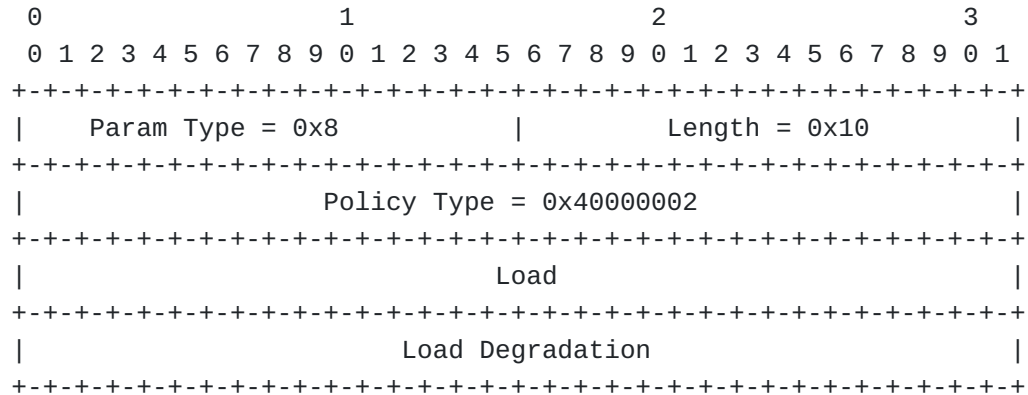 0                   1                   2                   3
 0 1 2 3 4 5 6 7 8 9 0 1 2 3 4 5 6 7 8 9 0 1 2 3 4 5 6 7 8 9 0 1
+-+-+-+-+-+-+-+-+-+-+-+-+-+-+-+-+-+-+-+-+-+-+-+-+-+-+-+-+-+-+-+-+
|    Param Type = 0x8           |         Length = 0x10         |
+-+-+-+-+-+-+-+-+-+-+-+-+-+-+-+-+-+-+-+-+-+-+-+-+-+-+-+-+-+-+-+-+
|                   Policy Type = 0x40000002                    |
+-+-+-+-+-+-+-+-+-+-+-+-+-+-+-+-+-+-+-+-+-+-+-+-+-+-+-+-+-+-+-+-+
|                              Load                             |
+-+-+-+-+-+-+-+-+-+-+-+-+-+-+-+-+-+-+-+-+-+-+-+-+-+-+-+-+-+-+-+-+
|                        Load Degradation                       |
+-+-+-+-+-+-+-+-+-+-+-+-+-+-+-+-+-+-+-+-+-+-+-+-+-+-+-+-+-+-+-+-+